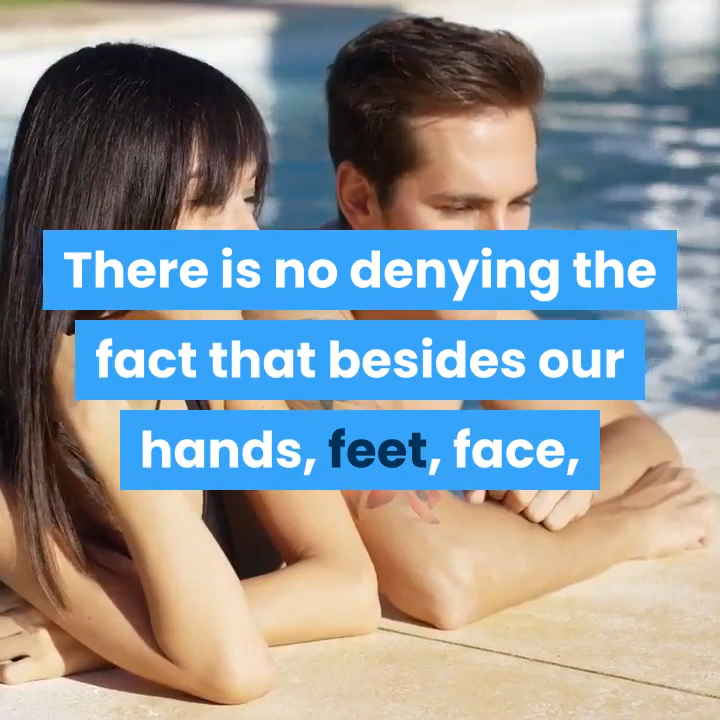 There is no denying the
fact that besides our
hands, feet, face,